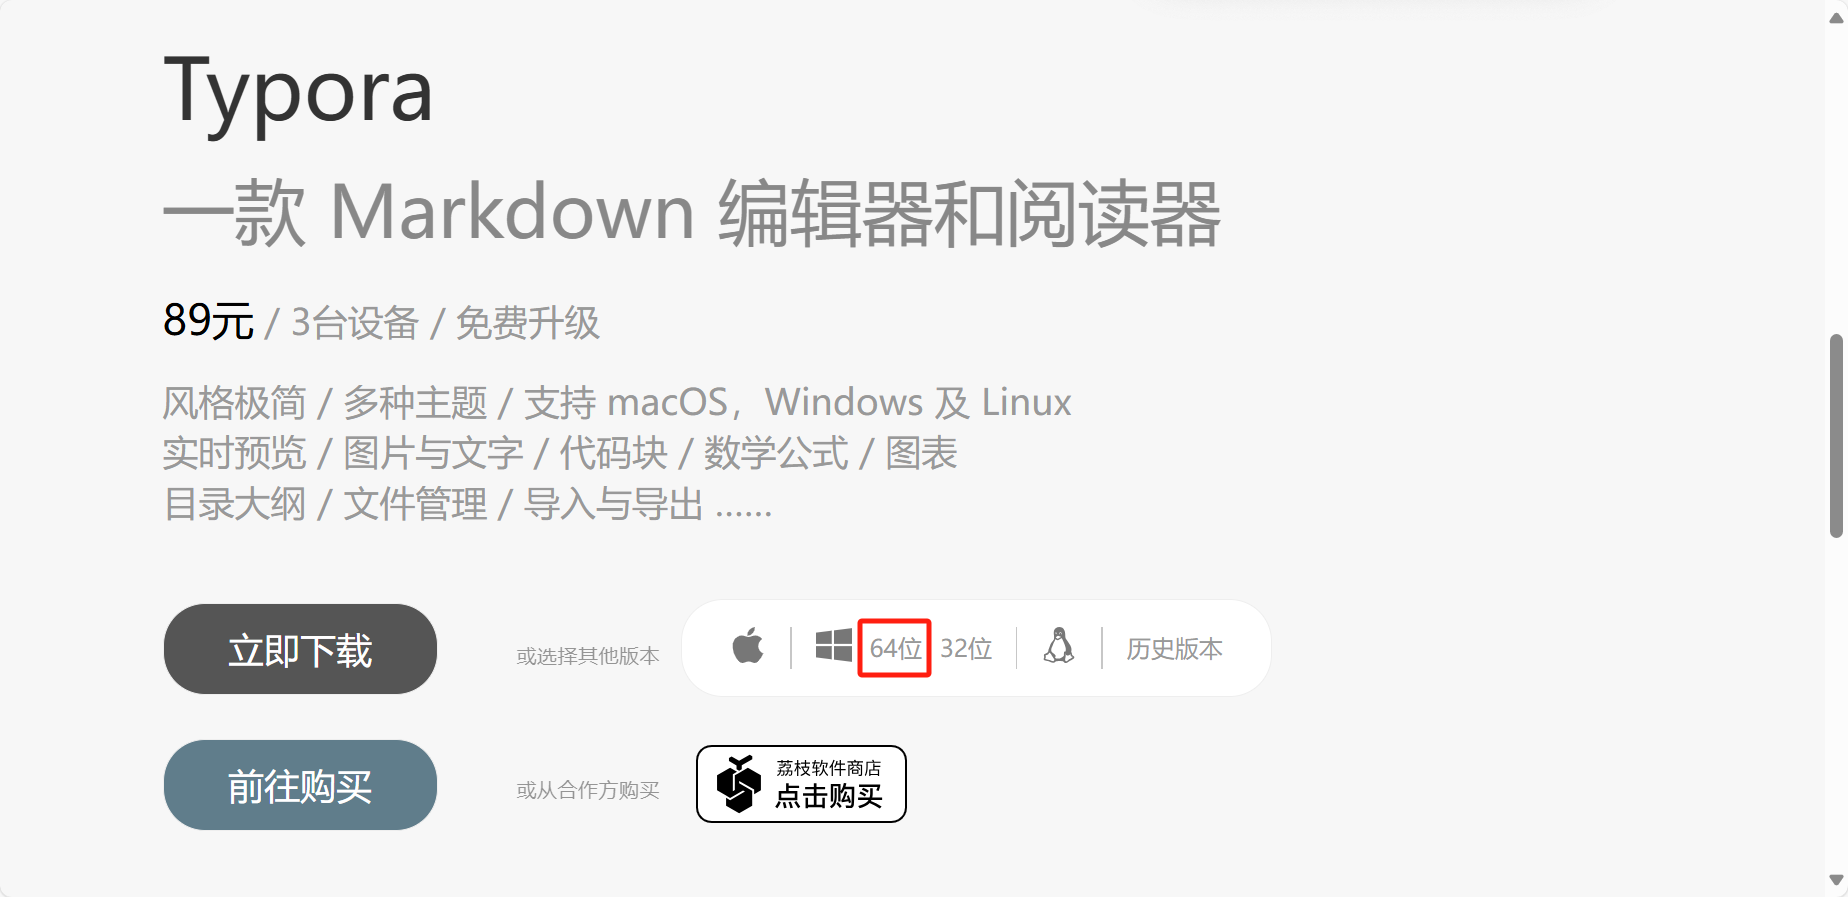 Typora
一款 Markdown 编辑器和阅读器
89元 / 3台设备 / 免费升级
风格极简 / 多种主题 / 支持 macOS，Windows 及 Linux
实时预览 / 图片与文字 / 代码块 / 数学公式 / 图表
目录大纲 / 文件管理 / 导入与导出 ……
立即下载 或选择其他版本 64位 32位 历史版本
前往购买 或从合作方购买 荔枝软件商店
点击购买